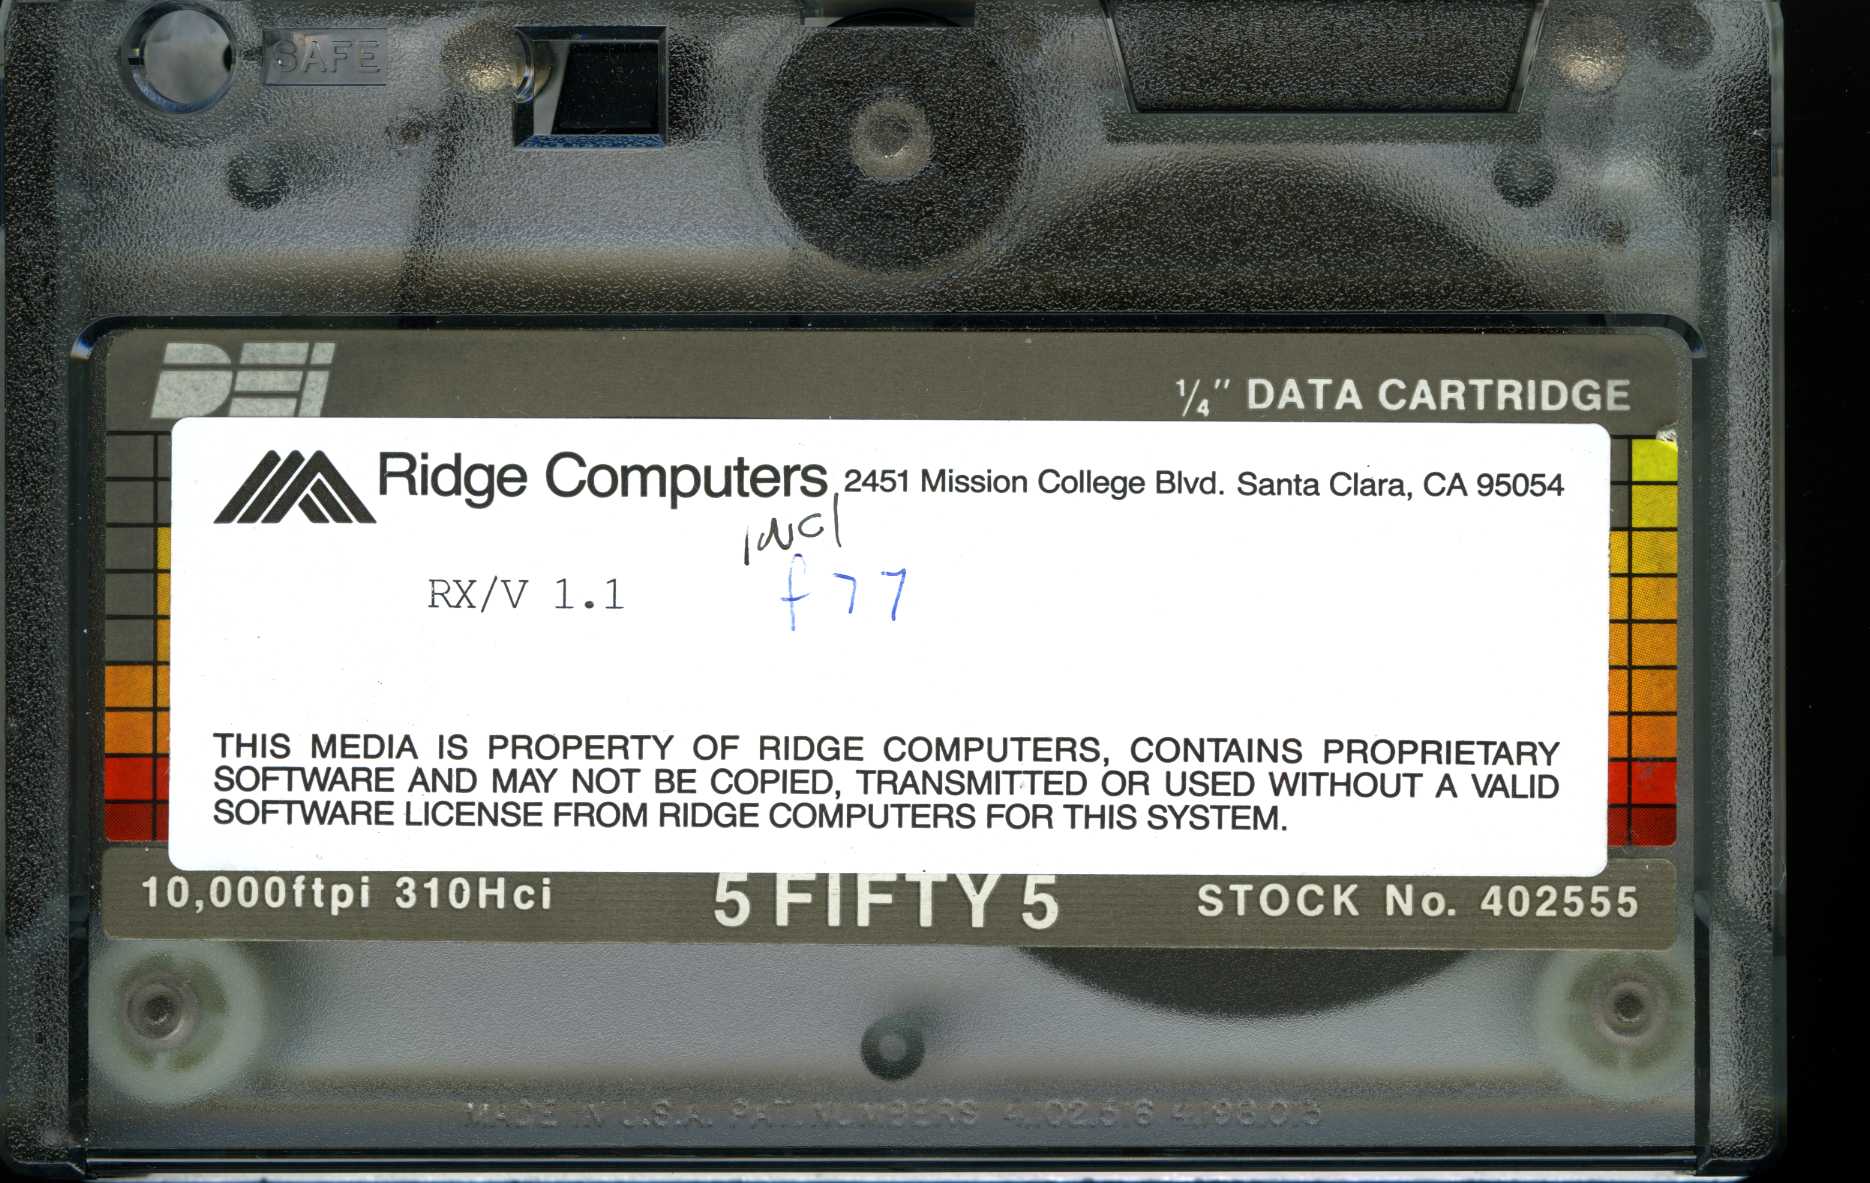 SAFE
DEI
1/4" DATA CARTRIDGE
Ridge Computers 2451 Mission College Blvd. Santa Clara, CA 95054
incl
RX/V 1.1 f77
THIS MEDIA IS PROPERTY OF RIDGE COMPUTERS, CONTAINS PROPRIETARY
SOFTWARE AND MAY NOT BE COPIED, TRANSMITTED OR USED WITHOUT A VALID
SOFTWARE LICENSE FROM RIDGE COMPUTERS FOR THIS SYSTEM.
10,000ftpi 310Hci 5 FIFTY 5 STOCK No. 402555
MADE IN U.S.A. PAT. NUMBERS